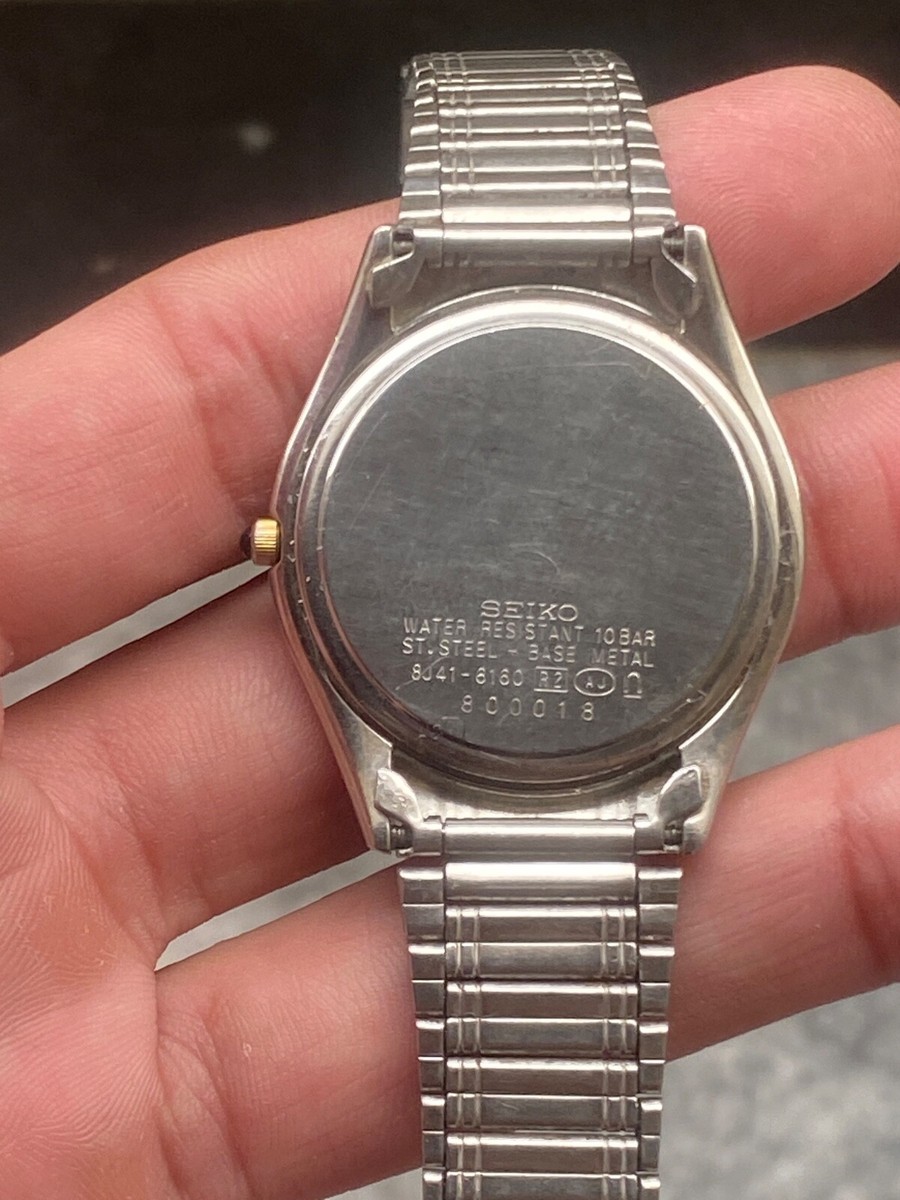 SEIKO
WATER RESISTANT 10BAR
ST.STEEL - BASE METAL
8J41-6160 R2 AJ Ω
800018